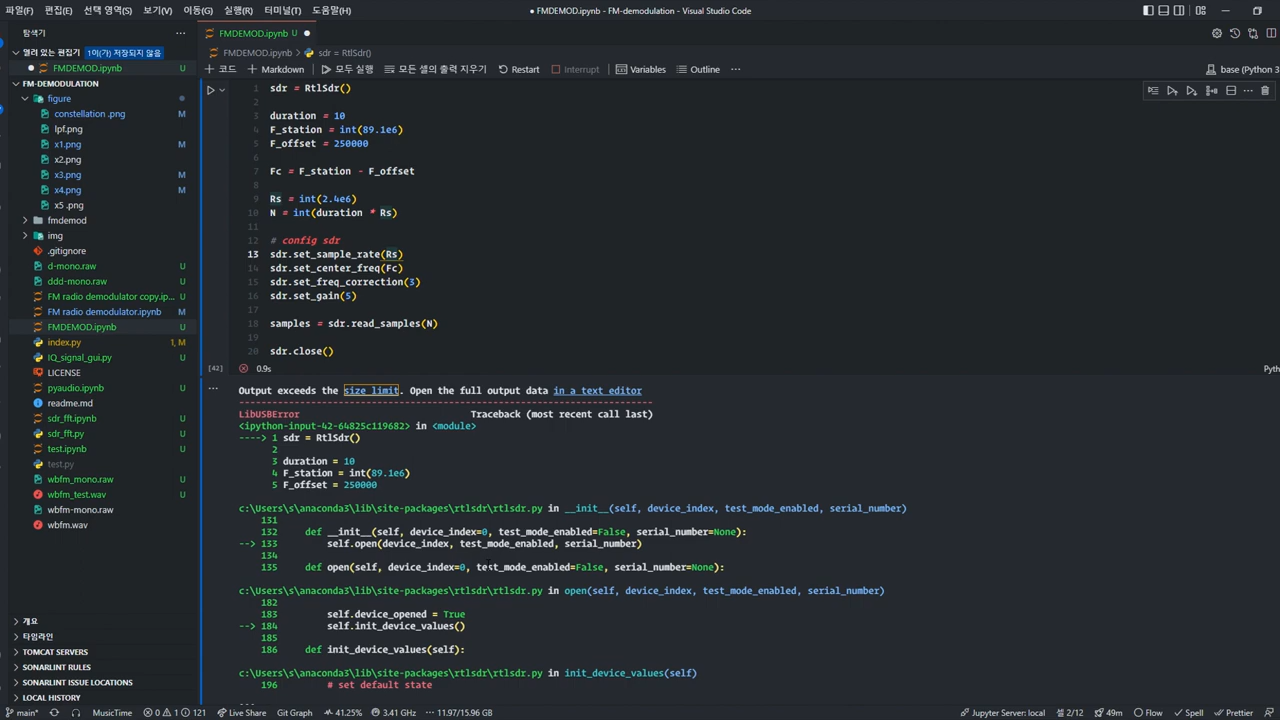 파일(F) 편집(E) 선택 영역(S) 보기(V) 이동(G) 실행(R) 터미널(T) 도움말(H)
● FMDEMOD.ipynb - FM-demodulation - Visual Studio Code
탐색기
열려 있는 편집기 1이(가) 저장되지 않음
FMDEMOD.ipynb U
FM-DEMODULATION
figure
constellation .png M
lpf.png
x1.png M
x2.png
x3.png M
x4.png M
x5 .png
fmdemod
img
.gitignore
d-mono.raw U
ddd-mono.raw U
FM radio demodulator copy.ip... U
FM radio demodulator.ipynb M
FMDEMOD.ipynb U
index.py 1, M
IQ_signal_gui.py U
LICENSE
pyaudio.ipynb U
readme.md
sdr_fft.ipynb U
sdr_fft.py U
test.ipynb U
test.py
wbfm_mono.raw U
wbfm_test.wav U
wbfm-mono.raw
wbfm.wav
개요
타임라인
TOMCAT SERVERS
SONARLINT RULES
SONARLINT ISSUE LOCATIONS
LOCAL HISTORY
FMDEMOD.ipynb U ●
FMDEMOD.ipynb > sdr = RtlSdr()
+ 코드 + Markdown 모두 실행 모든 셀의 출력 지우기 Restart Interrupt Variables Outline ...
base (Python 3
1 sdr = RtlSdr()
2
3 duration = 10
4 F_station = int(89.1e6)
5 F_offset = 250000
6
7 Fc = F_station - F_offset
8
9 Rs = int(2.4e6)
10 N = int(duration * Rs)
11
12 # config sdr
13 sdr.set_sample_rate(Rs)
14 sdr.set_center_freq(Fc)
15 sdr.set_freq_correction(3)
16 sdr.set_gain(5)
17
18 samples = sdr.read_samples(N)
19
20 sdr.close()
[42] 0.9s
Pyth
Output exceeds the size limit. Open the full output data in a text editor
---------------------------------------------------------------------------
LibUSBError Traceback (most recent call last)
<ipython-input-42-64825c119682> in <module>
----> 1 sdr = RtlSdr()
2
3 duration = 10
4 F_station = int(89.1e6)
5 F_offset = 250000
c:\Users\s\anaconda3\lib\site-packages\rtlsdr\rtlsdr.py in __init__(self, device_index, test_mode_enabled, serial_number)
131
132 def __init__(self, device_index=0, test_mode_enabled=False, serial_number=None):
--> 133 self.open(device_index, test_mode_enabled, serial_number)
134
135 def open(self, device_index=0, test_mode_enabled=False, serial_number=None):
c:\Users\s\anaconda3\lib\site-packages\rtlsdr\rtlsdr.py in open(self, device_index, test_mode_enabled, serial_number)
182
183 self.device_opened = True
--> 184 self.init_device_values()
185
186 def init_device_values(self):
c:\Users\s\anaconda3\lib\site-packages\rtlsdr\rtlsdr.py in init_device_values(self)
196 # set default state
main* MusicTime 0 1 121 Live Share Git Graph 41.25% 3.41 GHz 11.97/15.96 GB
Jupyter Server: local 셀 2/12 49m Flow Spell Prettier